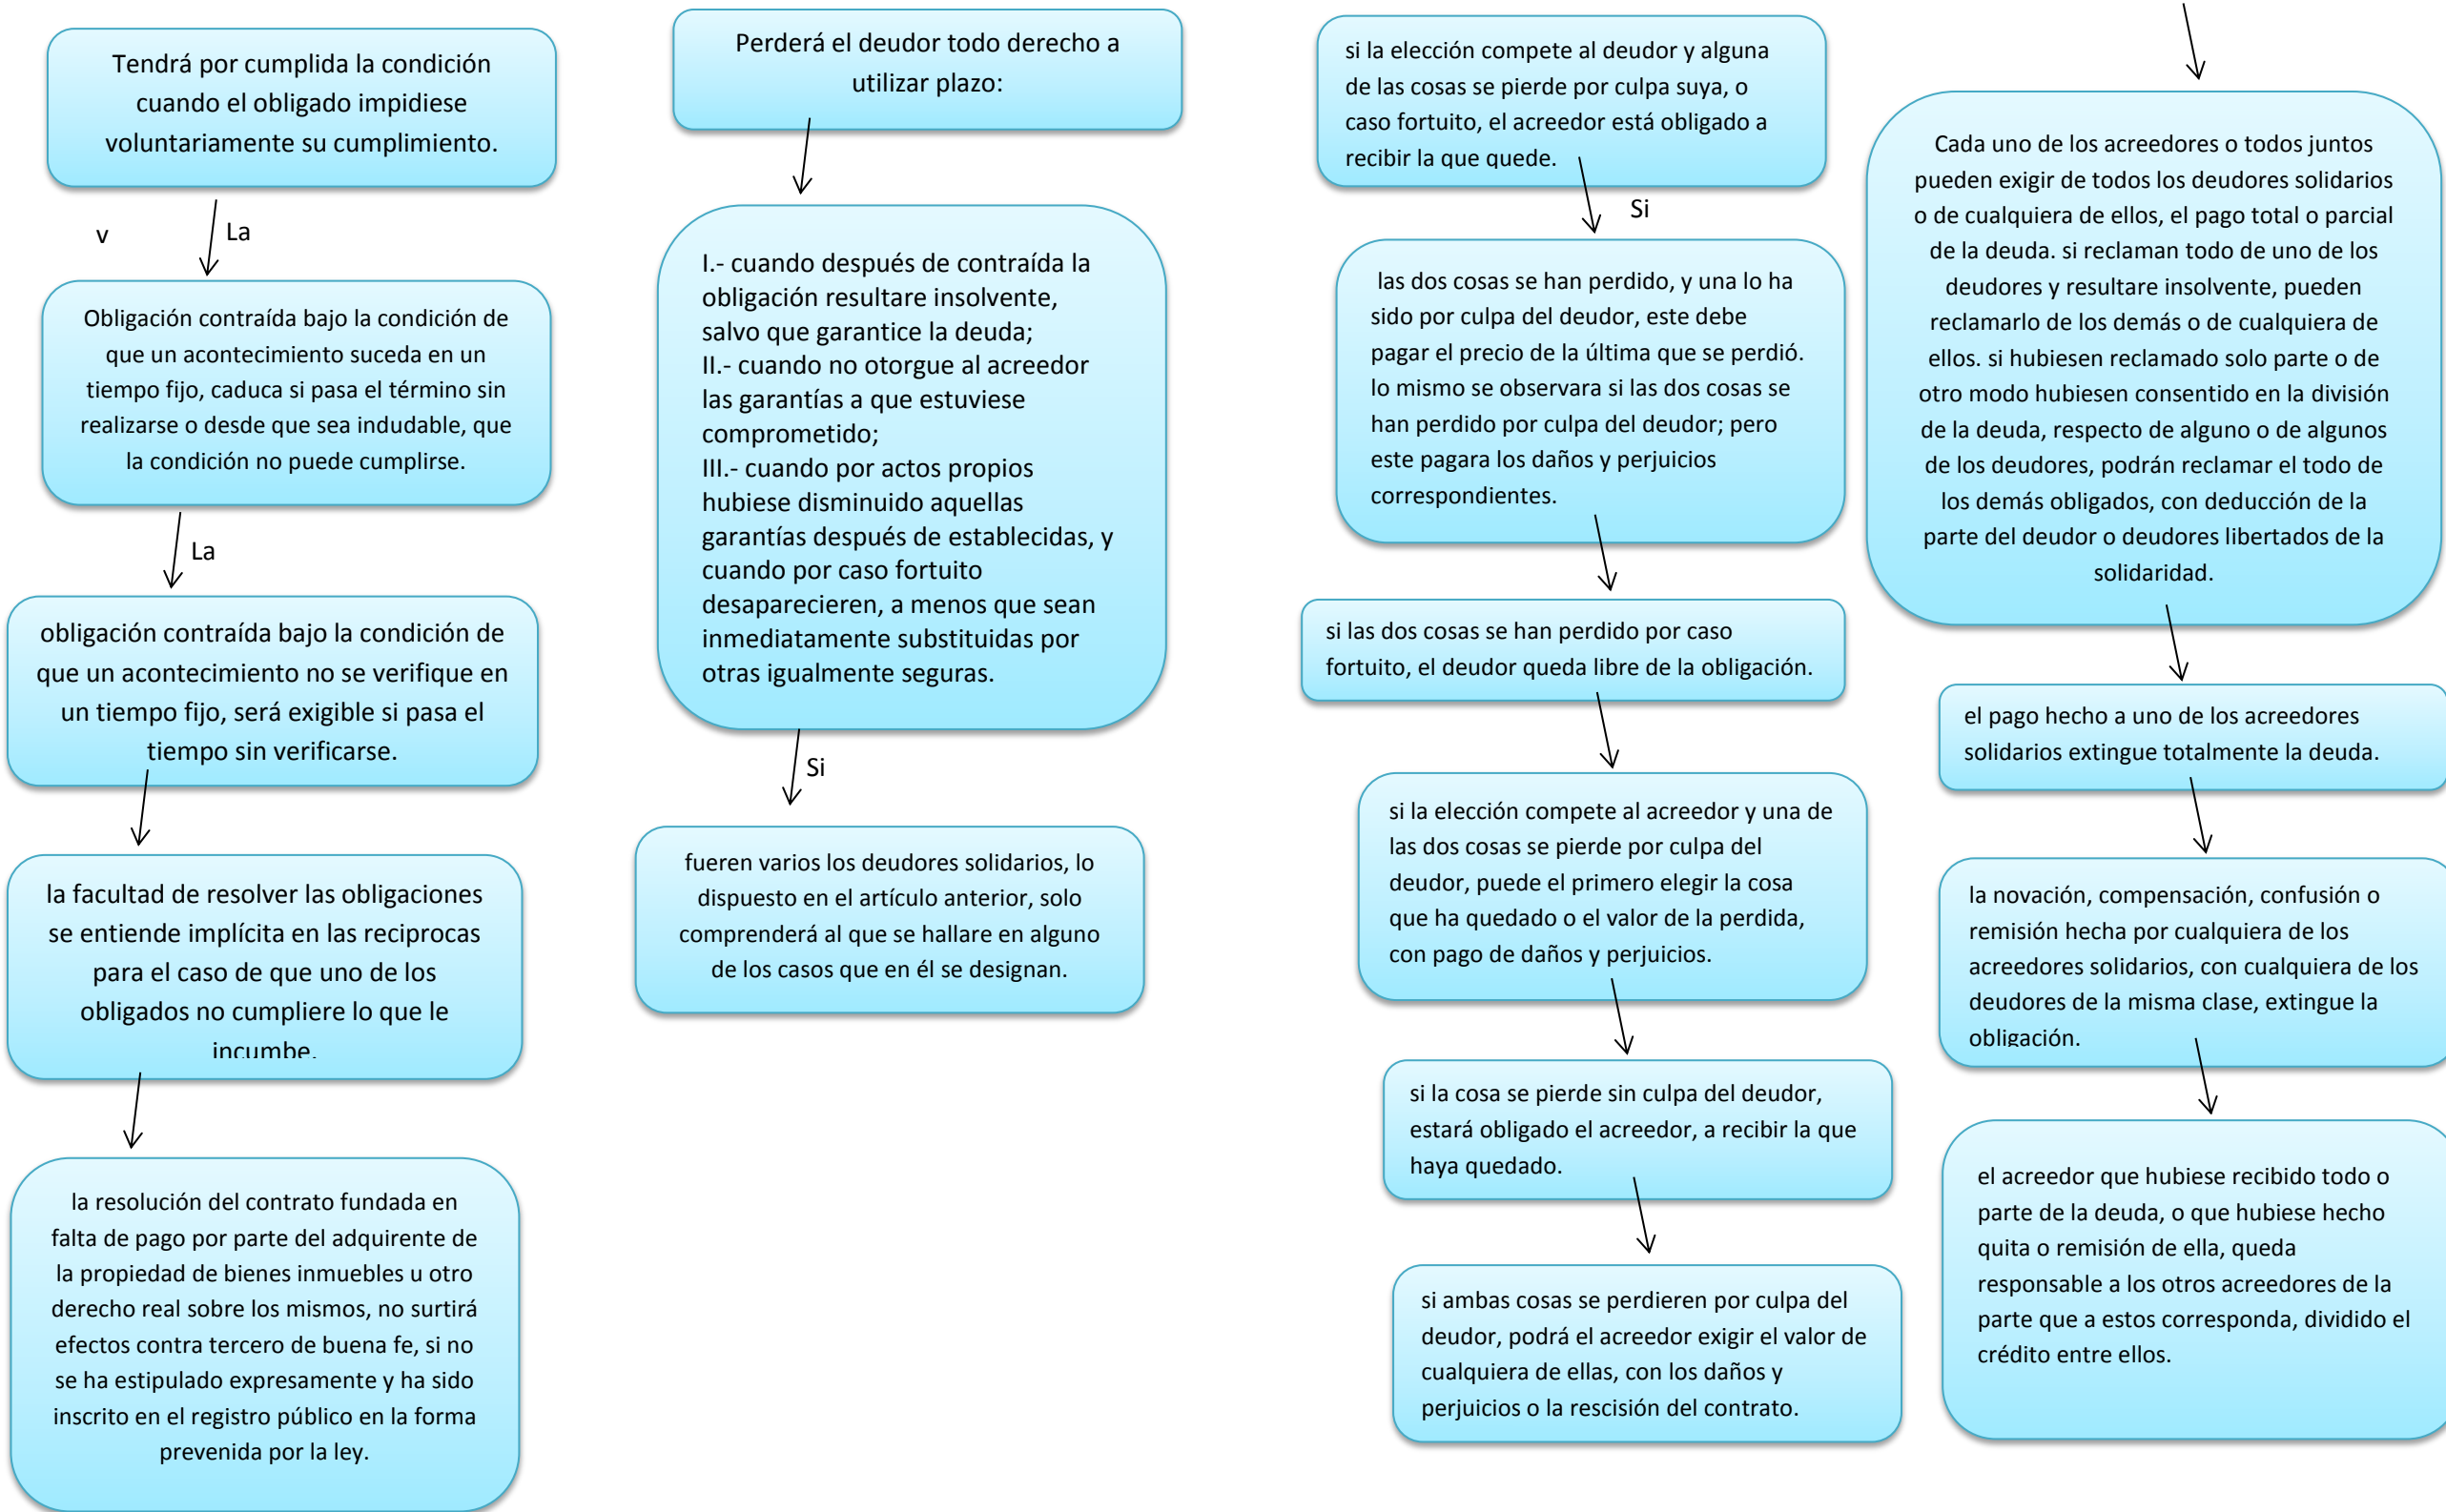 Tendrá por cumplida la condición
cuando el obligado impidiese
voluntariamente su cumplimiento.
v
La
Obligación contraída bajo la condición de
que un acontecimiento suceda en un
tiempo fijo, caduca si pasa el término sin
realizarse o desde que sea indudable, que
la condición no puede cumplirse.
La
obligación contraída bajo la condición de
que un acontecimiento no se verifique en
un tiempo fijo, será exigible si pasa el
tiempo sin verificarse.
la facultad de resolver las obligaciones
se entiende implícita en las reciprocas
para el caso de que uno de los
obligados no cumpliere lo que le
incumbe.
la resolución del contrato fundada en
falta de pago por parte del adquirente de
la propiedad de bienes inmuebles u otro
derecho real sobre los mismos, no surtirá
efectos contra tercero de buena fe, si no
se ha estipulado expresamente y ha sido
inscrito en el registro público en la forma
prevenida por la ley.
Perderá el deudor todo derecho a
utilizar plazo:
I.- cuando después de contraída la
obligación resultare insolvente,
salvo que garantice la deuda;
II.- cuando no otorgue al acreedor
las garantías a que estuviese
comprometido;
III.- cuando por actos propios
hubiese disminuido aquellas
garantías después de establecidas, y
cuando por caso fortuito
desaparecieren, a menos que sean
inmediatamente substituidas por
otras igualmente seguras.
Si
fueren varios los deudores solidarios, lo
dispuesto en el artículo anterior, solo
comprenderá al que se hallare en alguno
de los casos que en él se designan.
si la elección compete al deudor y alguna
de las cosas se pierde por culpa suya, o
caso fortuito, el acreedor está obligado a
recibir la que quede.
Si
las dos cosas se han perdido, y una lo ha
sido por culpa del deudor, este debe
pagar el precio de la última que se perdió.
lo mismo se observara si las dos cosas se
han perdido por culpa del deudor; pero
este pagara los daños y perjuicios
correspondientes.
si las dos cosas se han perdido por caso
fortuito, el deudor queda libre de la obligación.
si la elección compete al acreedor y una de
las dos cosas se pierde por culpa del
deudor, puede el primero elegir la cosa
que ha quedado o el valor de la perdida,
con pago de daños y perjuicios.
si la cosa se pierde sin culpa del deudor,
estará obligado el acreedor, a recibir la que
haya quedado.
si ambas cosas se perdieren por culpa del
deudor, podrá el acreedor exigir el valor de
cualquiera de ellas, con los daños y
perjuicios o la rescisión del contrato.
Cada uno de los acreedores o todos juntos
pueden exigir de todos los deudores solidarios
o de cualquiera de ellos, el pago total o parcial
de la deuda. si reclaman todo de uno de los
deudores y resultare insolvente, pueden
reclamarlo de los demás o de cualquiera de
ellos. si hubiesen reclamado solo parte o de
otro modo hubiesen consentido en la división
de la deuda, respecto de alguno o de algunos
de los deudores, podrán reclamar el todo de
los demás obligados, con deducción de la
parte del deudor o deudores libertados de la
solidaridad.
el pago hecho a uno de los acreedores
solidarios extingue totalmente la deuda.
la novación, compensación, confusión o
remisión hecha por cualquiera de los
acreedores solidarios, con cualquiera de los
deudores de la misma clase, extingue la
obligación.
el acreedor que hubiese recibido todo o
parte de la deuda, o que hubiese hecho
quita o remisión de ella, queda
responsable a los otros acreedores de la
parte que a estos corresponda, dividido el
crédito entre ellos.